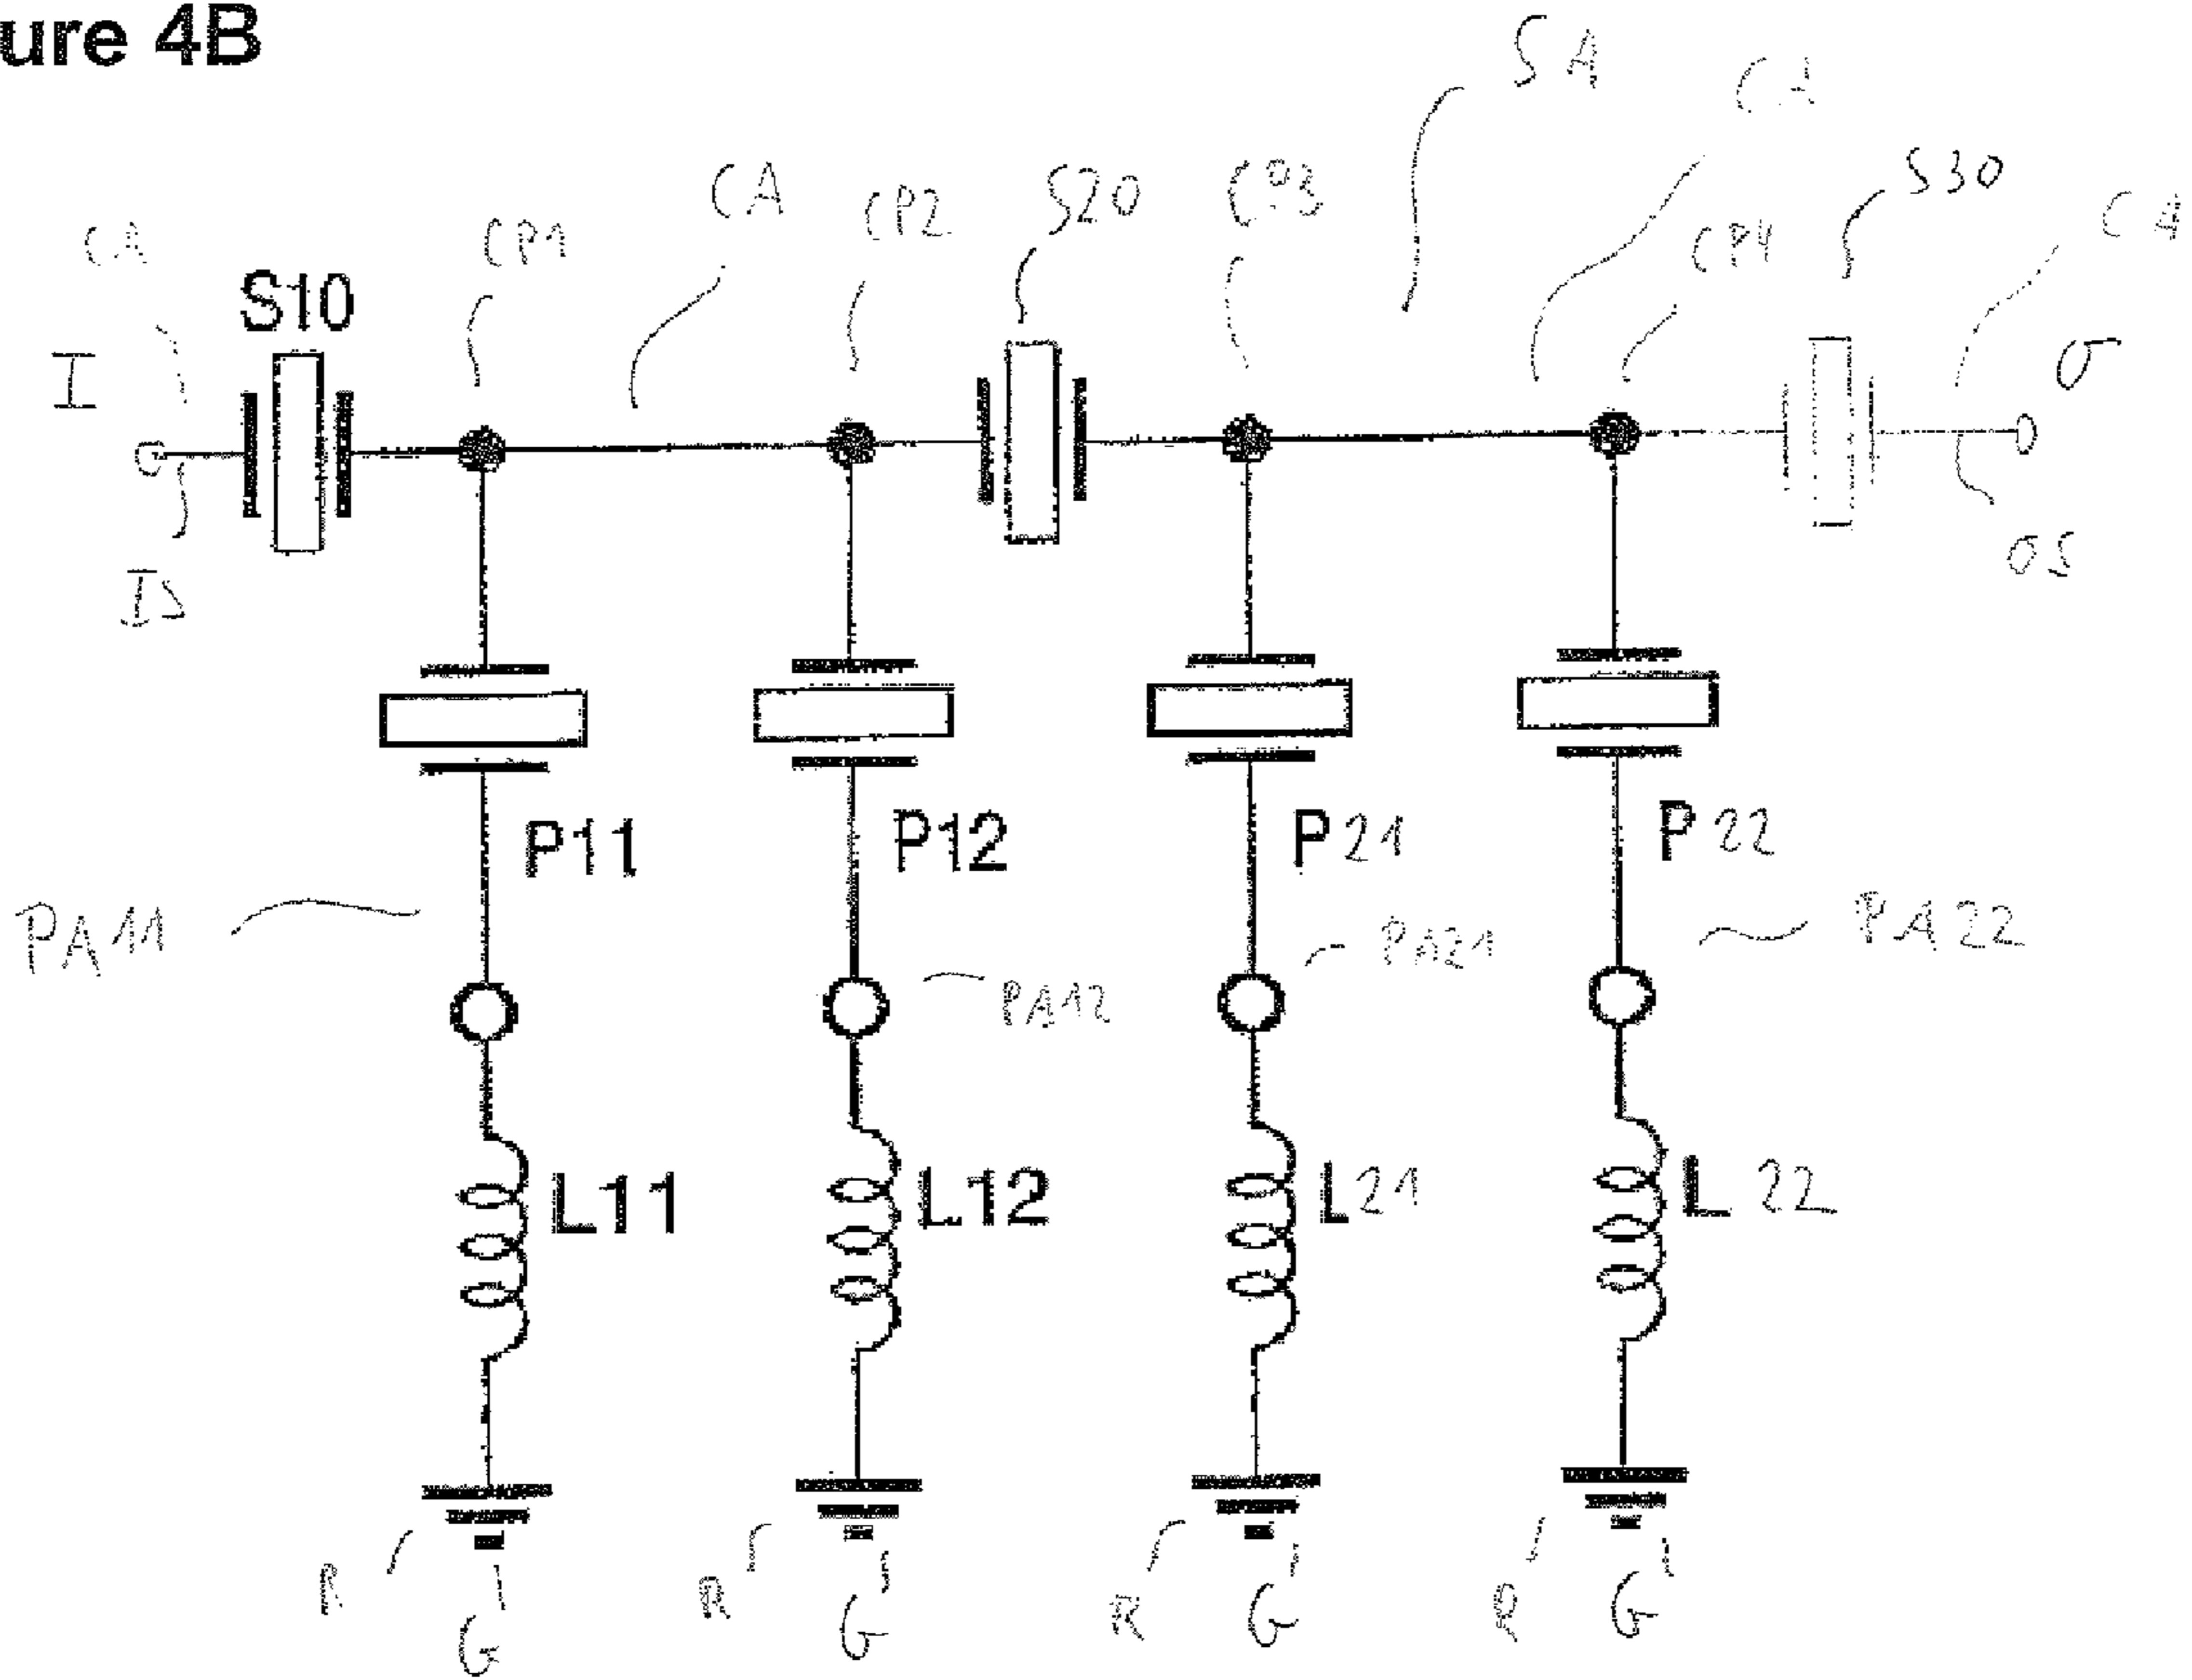 ure 4B
SA
CA
CA
CP1
CA
CP2
S20
CP3
CP4
S30
CA
I
S10
O
IS
OS
P11
P12
P21
P22
PA11
PA12
PA21
PA22
L11
L12
L21
L22
R
G
R
G
R
G
R
G